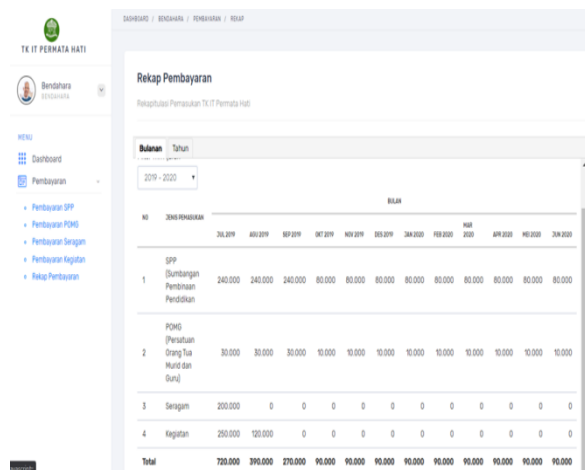 TK IT PERMATA HATI
Bendahara
BENDAHARA
MENU
Dashboard
Pembayaran
Pembayaran SPP
Pembayaran POMG
Pembayaran Seragam
Pembayaran Kegiatan
Rekap Pembayaran
DASHBOARD / BENDAHARA / PEMBAYARAN / REKAP
Rekap Pembayaran
Rekapitulasi Pemasukan TK IT Permata Hati
Bulanan Tahun
2019 - 2020
BULAN
NO JENIS PEMASUKAN JUL 2019 AGU 2019 SEP 2019 OKT 2019 NOV 2019 DES 2019 JAN 2020 FEB 2020 MAR 2020 APR 2020 MEI 2020 JUN 2020
1 SPP (Sumbangan Pembinaan Pendidikan 240.000 240.000 240.000 80.000 80.000 80.000 80.000 80.000 80.000 80.000 80.000 80.000
2 POMG (Persatuan Orang Tua Murid dan Guru) 30.000 30.000 30.000 10.000 10.000 10.000 10.000 10.000 10.000 10.000 10.000 10.000
3 Seragam 200.000 0 0 0 0 0 0 0 0 0 0 0
4 Kegiatan 250.000 120.000 0 0 0 0 0 0 0 0 0 0
Total 720.000 390.000 270.000 90.000 90.000 90.000 90.000 90.000 90.000 90.000 90.000 90.000